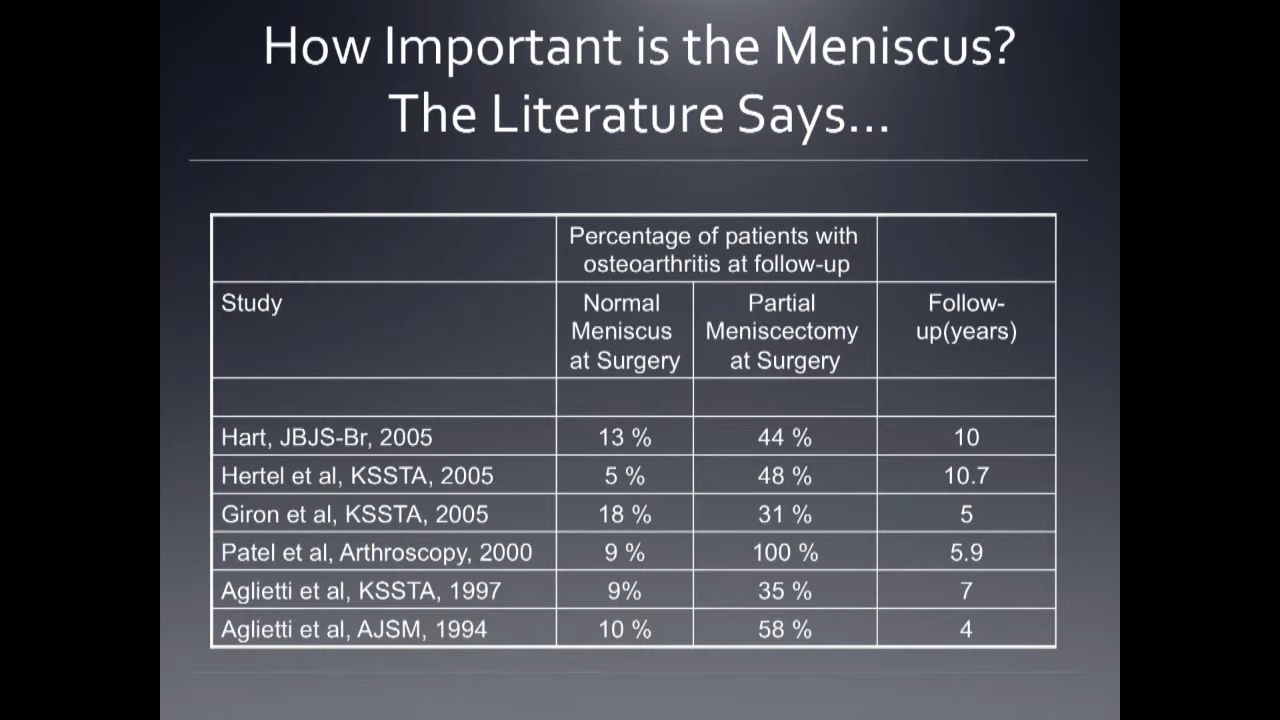 How Important is the Meniscus?
The Literature Says...
Percentage of patients with
osteoarthritis at follow-up
Study
Normal
Meniscus
at Surgery
Partial
Meniscectomy
at Surgery
Follow-
up(years)
Hart, JBJS-Br, 2005 13 % 44 % 10
Hertel et al, KSSTA, 2005 5 % 48 % 10.7
Giron et al, KSSTA, 2005 18 % 31 % 5
Patel et al, Arthroscopy, 2000 9 % 100 % 5.9
Aglietti et al, KSSTA, 1997 9% 35 % 7
Aglietti et al, AJSM, 1994 10 % 58 % 4